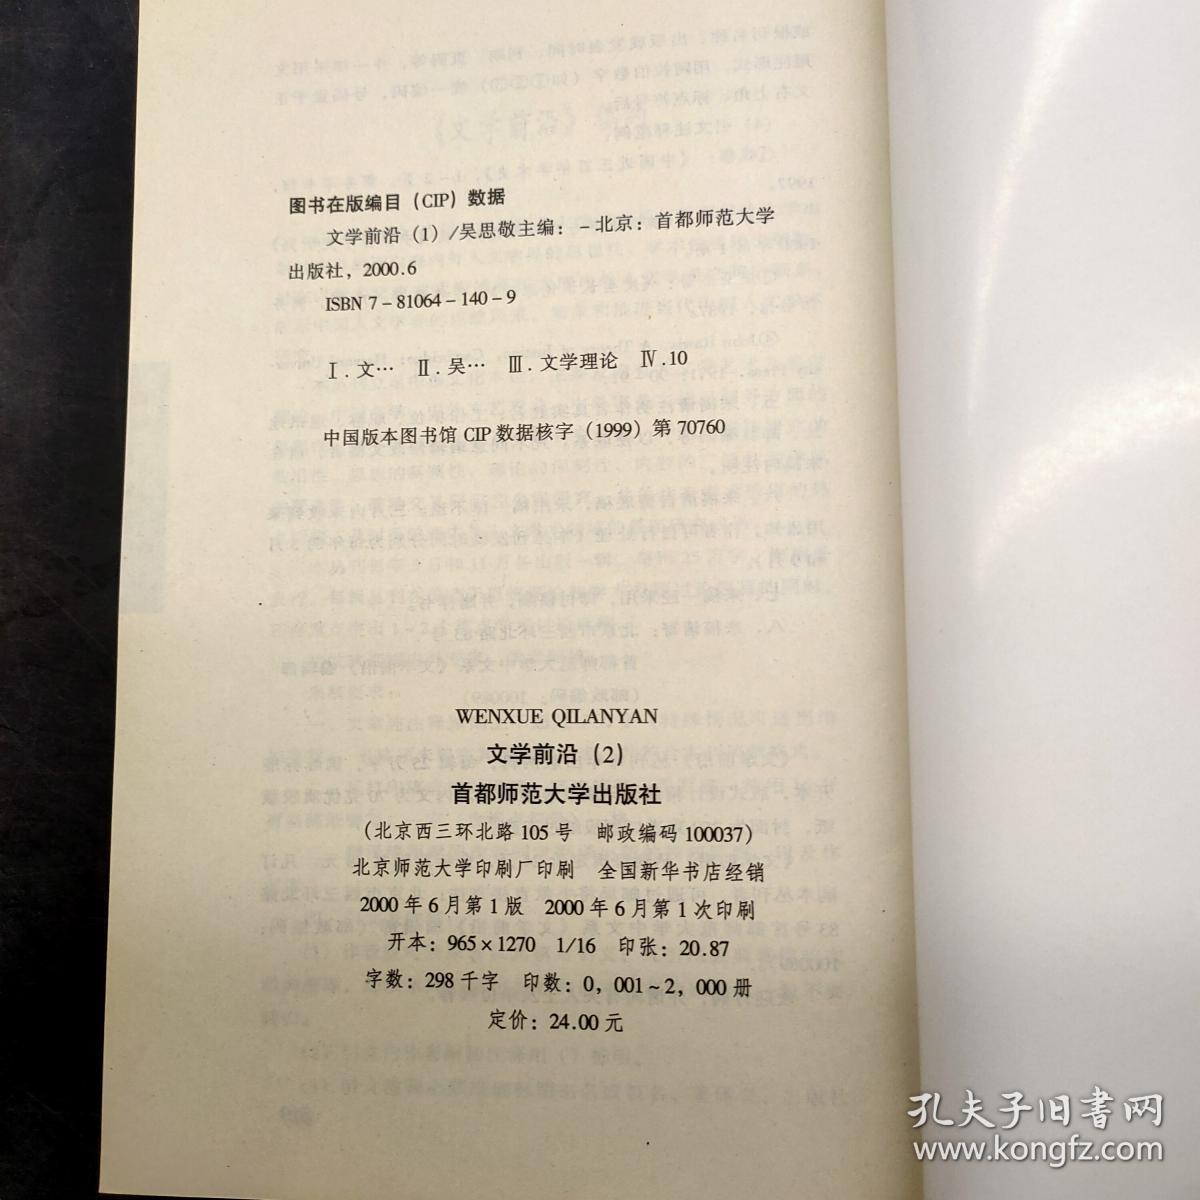 图书在版编目（CIP）数据
文学前沿（1）/吴思敬主编：－北京：首都师范大学
出版社，2000.6
ISBN 7－81064－140－9
Ⅰ.文… Ⅱ.吴… Ⅲ.文学理论 Ⅳ.10
中国版本图书馆 CIP 数据核字（1999）第 70760
WENXUE QILANYAN
文学前沿（2）
首都师范大学出版社
（北京西三环北路 105 号 邮政编码 100037）
北京师范大学印刷厂印刷 全国新华书店经销
2000 年 6 月第 1 版 2000 年 6 月第 1 次印刷
开本：965×1270 1/16 印张：20.87
字数：298 千字 印数：0，001～2，000 册
定价：24.00 元
孔夫子旧书网
www.kongfz.com